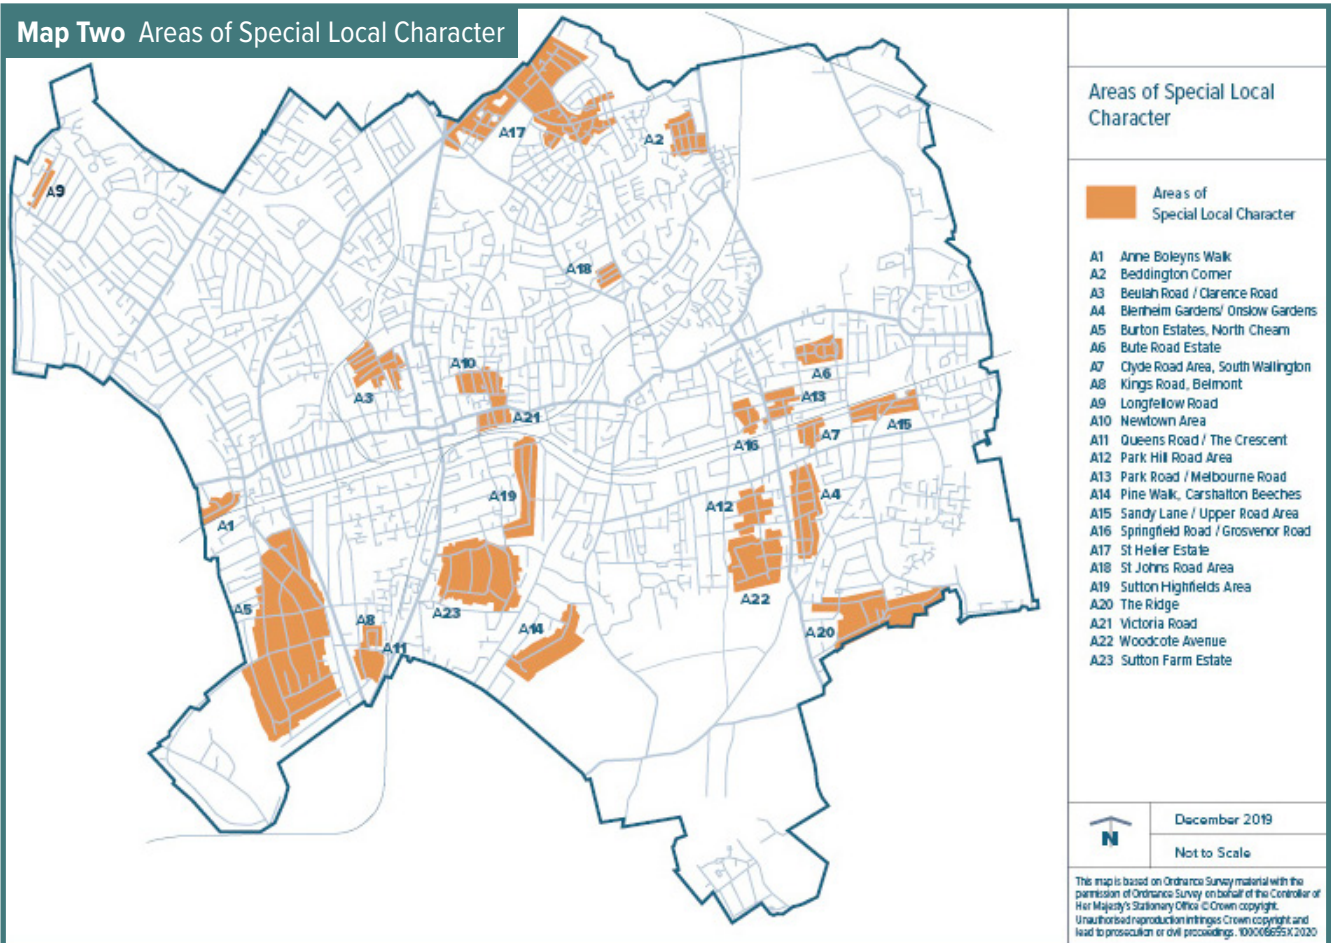 Map Two Areas of Special Local Character
A17
A2
A9
A18
A10
A6
A3
A13
A21
A15
A7
A16
A19
A4
A12
A1
A5
A23
A22
A8
A14
A20
A11
Areas of Special Local
Character
Areas of
Special Local Character
A1 Anne Boleyns Walk
A2 Beddington Corner
A3 Beulah Road / Clarence Road
A4 Blenheim Gardens/ Onslow Gardens
A5 Burton Estates, North Cheam
A6 Bute Road Estate
A7 Clyde Road Area, South Wallington
A8 Kings Road, Belmont
A9 Longfellow Road
A10 Newtown Area
A11 Queens Road / The Crescent
A12 Park Hill Road Area
A13 Park Road / Melbourne Road
A14 Pine Walk, Carshalton Beeches
A15 Sandy Lane / Upper Road Area
A16 Springfield Road / Grosvenor Road
A17 St Helier Estate
A18 St Johns Road Area
A19 Sutton Highfields Area
A20 The Ridge
A21 Victoria Road
A22 Woodcote Avenue
A23 Sutton Farm Estate
N
December 2019
Not to Scale
This map is based on Ordnance Survey material with the
permission of Ordnance Survey on behalf of the Controller of
Her Majesty's Stationery Office © Crown copyright.
Unauthorised reproduction infringes Crown copyright and
lead to prosecution or civil proceedings. 100008655X 2020